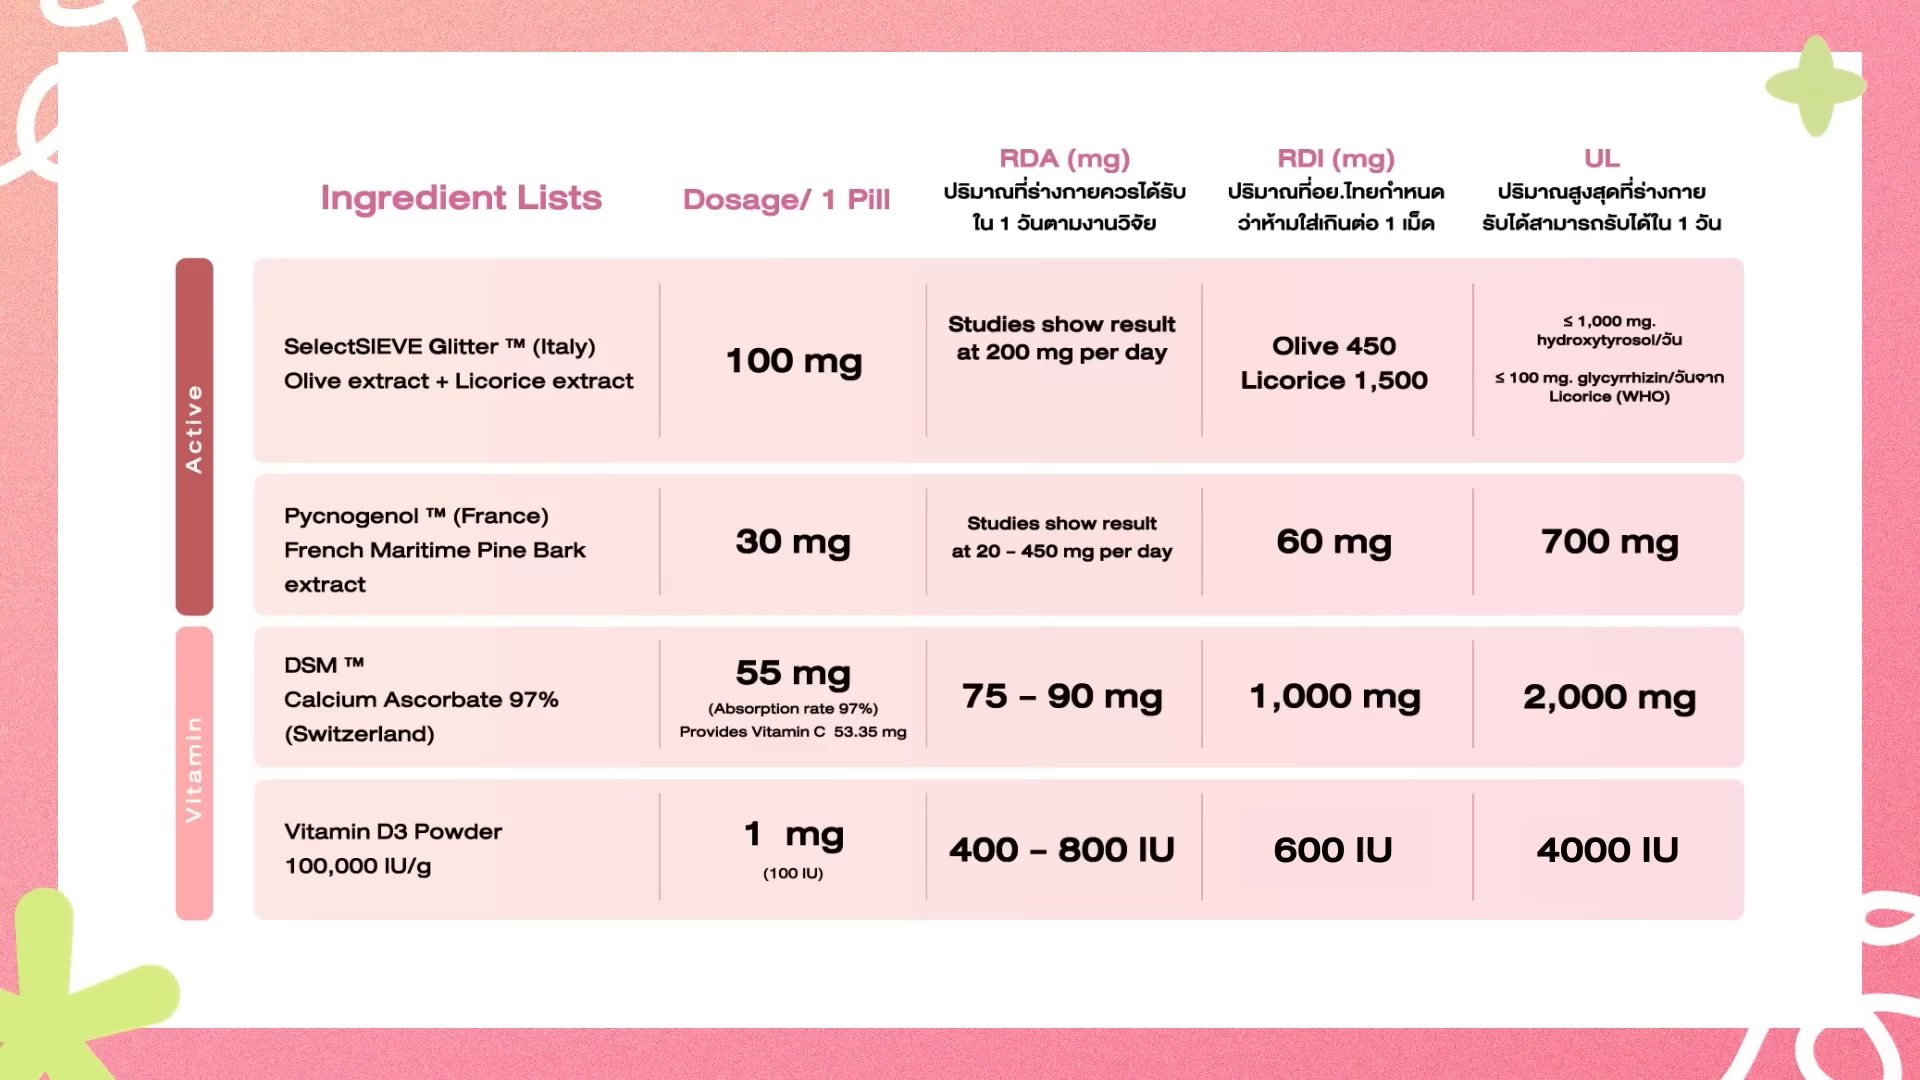 Ingredient Lists
Dosage/ 1 Pill
RDA (mg)
ปริมาณที่ร่างกายควรได้รับ
ใน 1 วันตามงานวิจัย
RDI (mg)
ปริมาณที่อย.ไทยกำหนด
ว่าห้ามใส่เกินต่อ 1 เม็ด
UL
ปริมาณสูงสุดที่ร่างกาย
รับได้สามารถรับได้ใน 1 วัน
Active
SelectSIEVE Glitter ™ (Italy)
Olive extract + Licorice extract
100 mg
Studies show result
at 200 mg per day
Olive 450
Licorice 1,500
≤ 1,000 mg.
hydroxytyrosol/วัน
≤ 100 mg. glycyrrhizin/วันจาก
Licorice (WHO)
Pycnogenol ™ (France)
French Maritime Pine Bark
extract
30 mg
Studies show result
at 20 – 450 mg per day
60 mg
700 mg
Vitamin
DSM ™
Calcium Ascorbate 97%
(Switzerland)
55 mg
(Absorption rate 97%)
Provides Vitamin C 53.35 mg
75 – 90 mg
1,000 mg
2,000 mg
Vitamin D3 Powder
100,000 IU/g
1 mg
(100 IU)
400 – 800 IU
600 IU
4000 IU